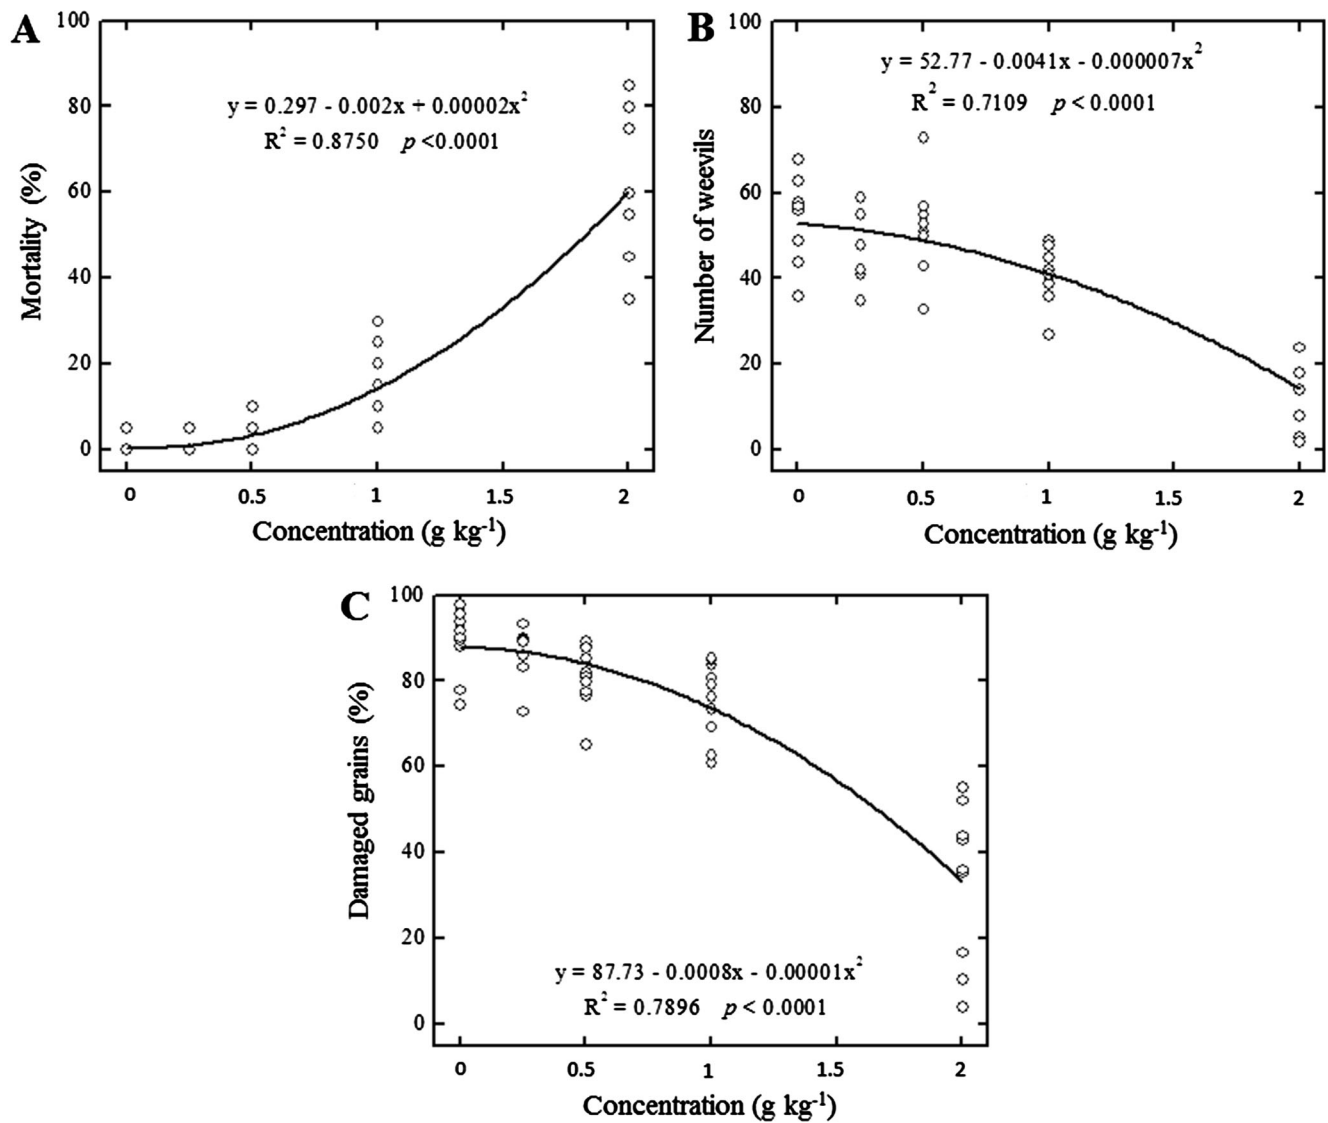 A
100
80
60
40
20
0
Mortality (%)
y = 0.297 - 0.002x + 0.00002x²
R² = 0.8750 p <0.0001
0 0.5 1 1.5 2
Concentration (g kg⁻¹)
B
100
80
60
40
20
0
Number of weevils
y = 52.77 - 0.0041x - 0.000007x²
R² = 0.7109 p < 0.0001
0 0.5 1 1.5 2
Concentration (g kg⁻¹)
C
100
80
60
40
20
0
Damaged grains (%)
y = 87.73 - 0.0008x - 0.00001x²
R² = 0.7896 p < 0.0001
0 0.5 1 1.5 2
Concentration (g kg⁻¹)